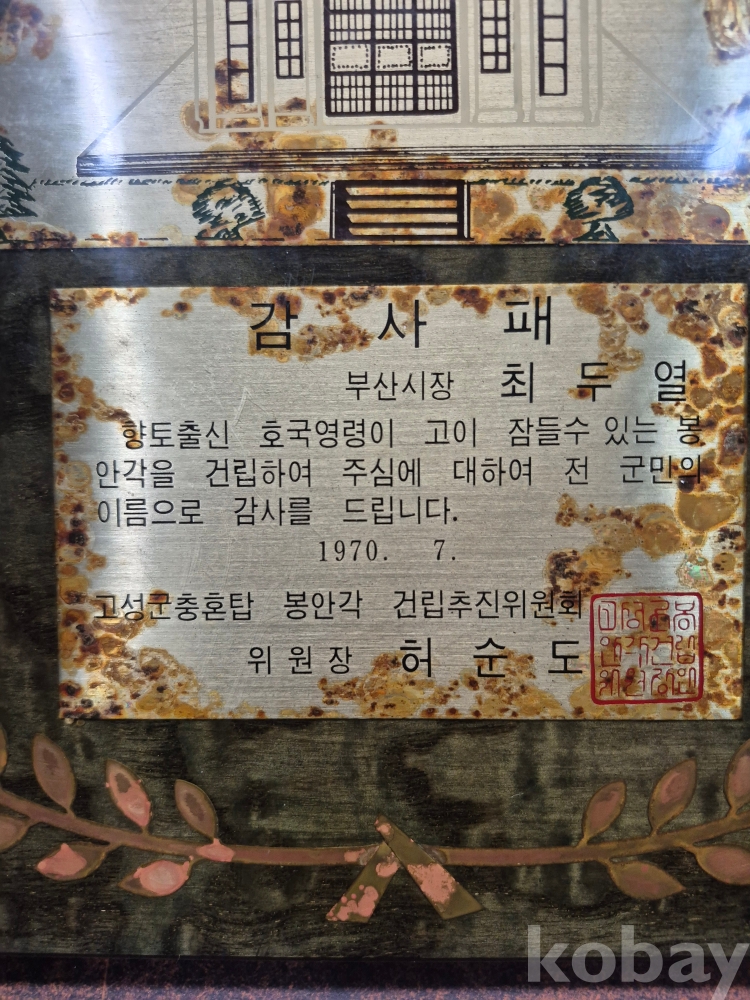 감 사 패
부산시장 최 두 열
향토출신 호국영령이 고이 잠들수 있는 봉
안각을 건립하여 주심에 대하여 전 군민의
이름으로 감사를 드립니다.
1970. 7.
고성군충혼탑 봉안각 건립추진위원회
위 원 장 허 순 도
kobay